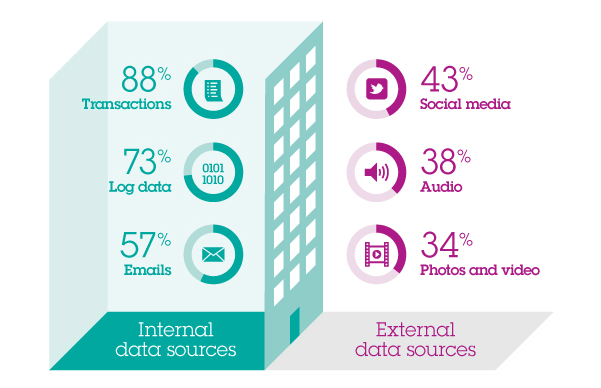 88%
Transactions
73%
Log data
0101
1010
57%
Emails
Internal
data sources
43%
Social media
38%
Audio
34%
Photos and video
External
data sources